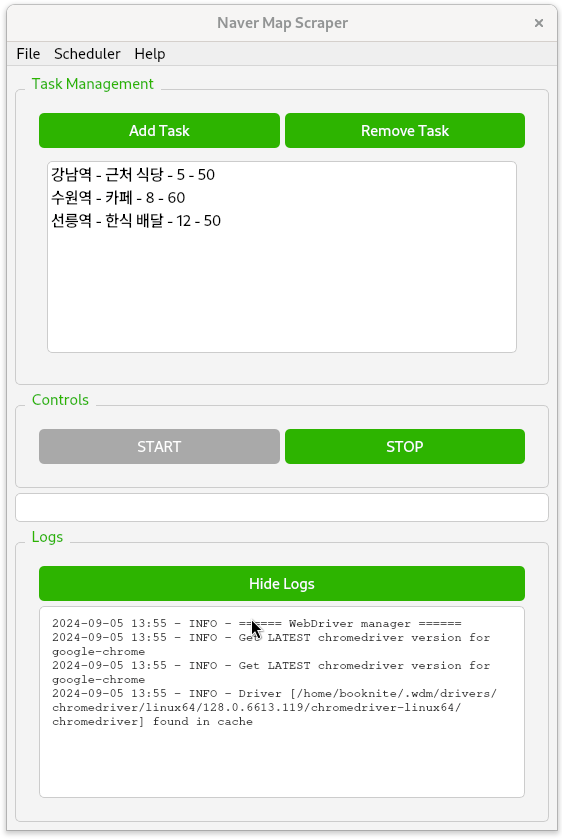 Naver Map Scraper
File Scheduler Help
Task Management
Add Task Remove Task
강남역 - 근처 식당 - 5 - 50
수원역 - 카페 - 8 - 60
선릉역 - 한식 배달 - 12 - 50
Controls
START STOP
Logs
Hide Logs
2024-09-05 13:55 - INFO - ====== WebDriver manager ======
2024-09-05 13:55 - INFO - Get LATEST chromedriver version for
google-chrome
2024-09-05 13:55 - INFO - Get LATEST chromedriver version for
google-chrome
2024-09-05 13:55 - INFO - Driver [/home/booknite/.wdm/drivers/
chromedriver/linux64/128.0.6613.119/chromedriver-linux64/
chromedriver] found in cache